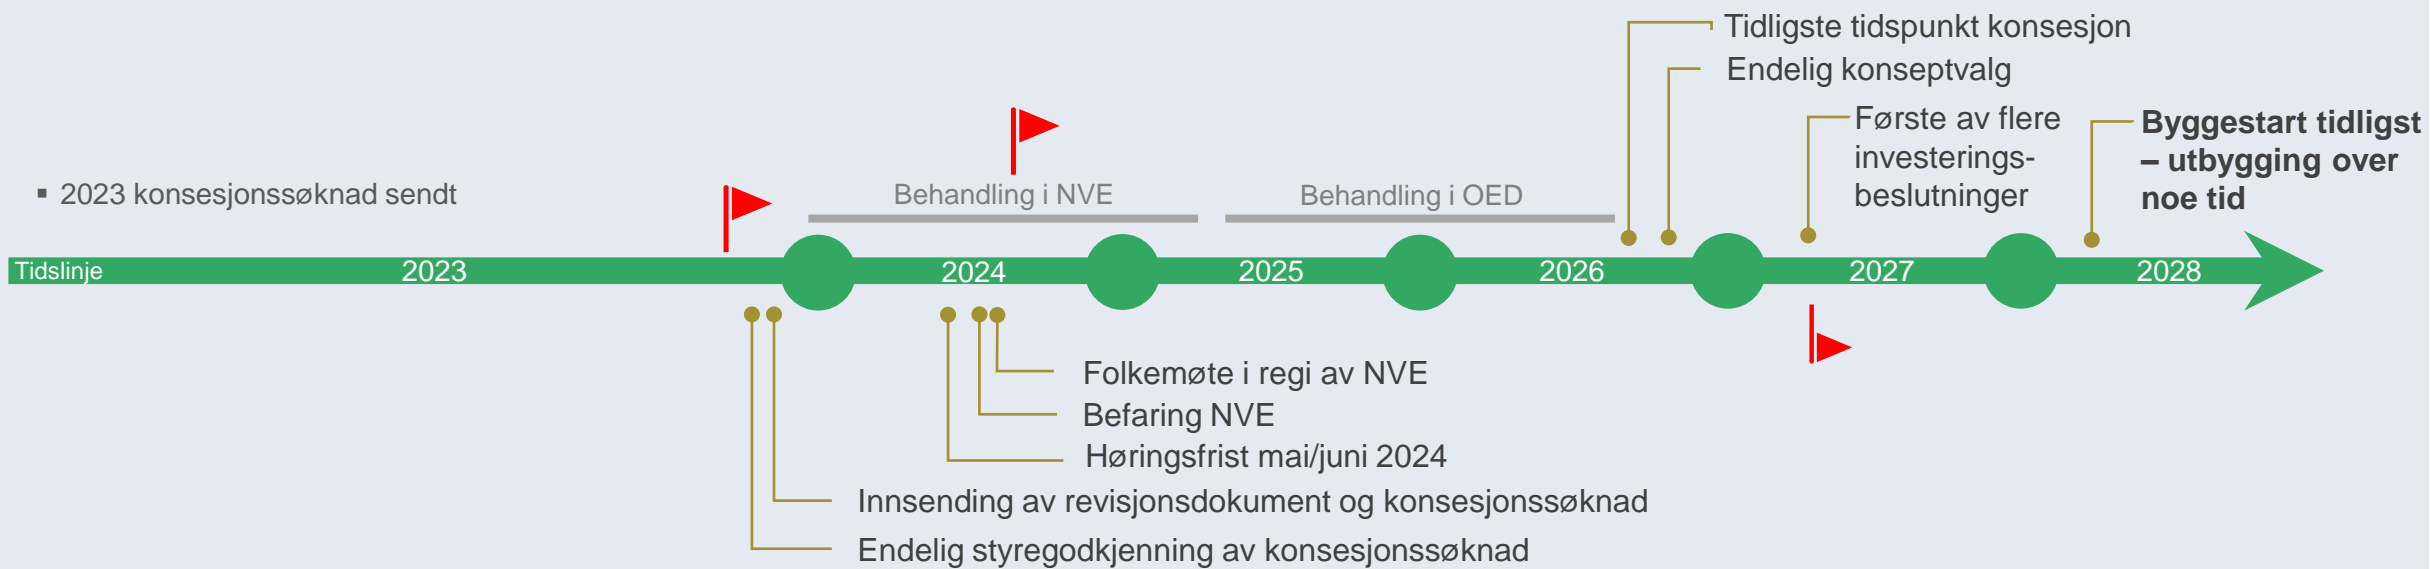 Tidligste tidspunkt konsesjon
Endelig konseptvalg
Første av flere
investerings-
beslutninger
Byggestart tidligst
– utbygging over
noe tid
▪ 2023 konsesjonssøknad sendt
Behandling i NVE
Behandling i OED
Tidslinje
2023
2024
2025
2026
2027
2028
Folkemøte i regi av NVE
Befaring NVE
Høringsfrist mai/juni 2024
Innsending av revisjonsdokument og konsesjonssøknad
Endelig styregodkjenning av konsesjonssøknad